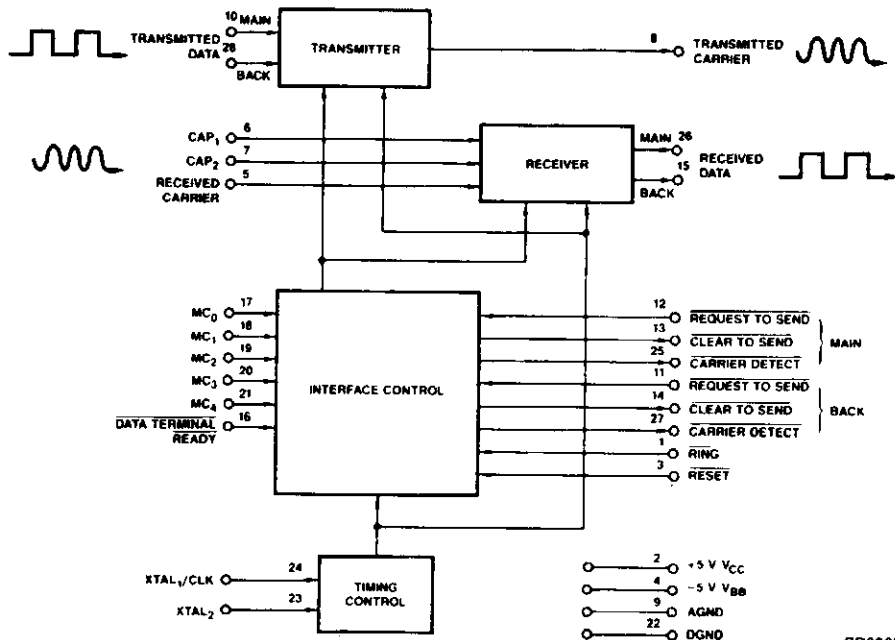 10 MAIN
TRANSMITTED
DATA 28
BACK
TRANSMITTER
8 TRANSMITTED
CARRIER
CAP1 6
CAP2 7
RECEIVED 5
CARRIER
RECEIVER
MAIN 26
RECEIVED
DATA
15
BACK
MC0 17
MC1 18
MC2 19
MC3 20
MC4 21
DATA TERMINAL 16
READY
INTERFACE CONTROL
12 REQUEST TO SEND
13 CLEAR TO SEND
25 CARRIER DETECT
MAIN
11 REQUEST TO SEND
14 CLEAR TO SEND
27 CARRIER DETECT
BACK
1 RING
3 RESET
XTAL1/CLK 24
XTAL2 23
TIMING
CONTROL
2 +5 V VCC
4 −5 V VBB
9 AGND
22 DGND